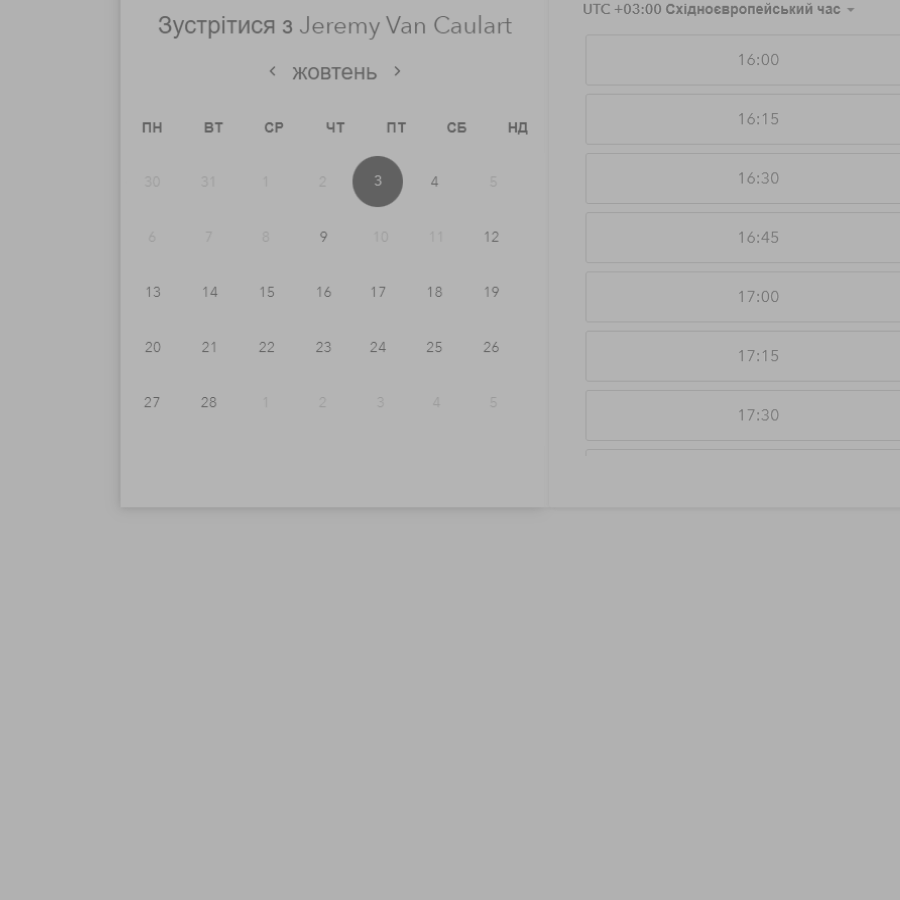 Зустрітися з Jeremy Van Caulart
жовтень
ПН ВТ СР ЧТ ПТ СБ НД
30 31 1 2 3 4 5
6 7 8 9 10 11 12
13 14 15 16 17 18 19
20 21 22 23 24 25 26
27 28 1 2 3 4 5
UTC +03:00 Східноєвропейський час
16:00
16:15
16:30
16:45
17:00
17:15
17:30